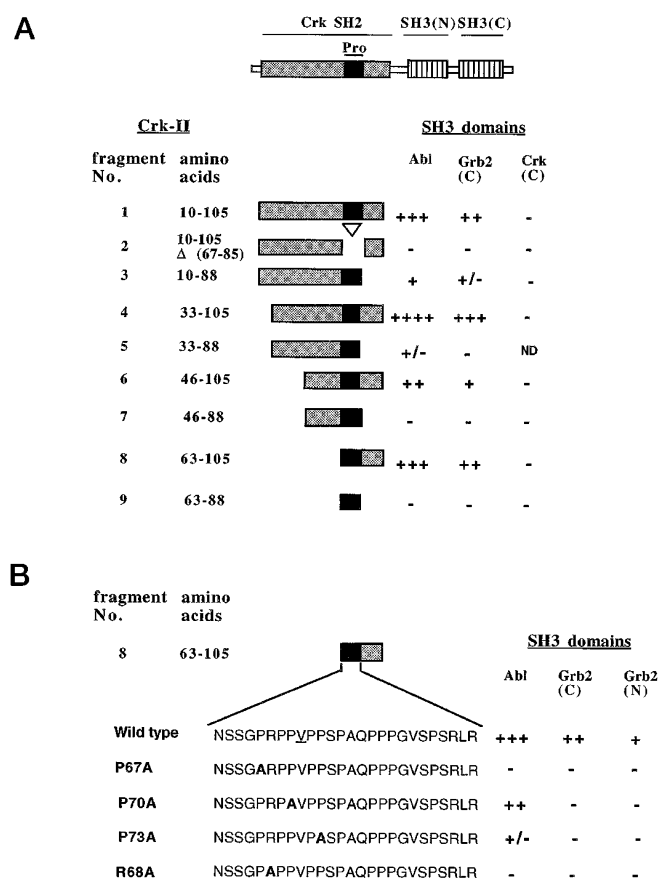 A
Crk SH2 SH3(N) SH3(C)
Pro
Crk-II SH3 domains
fragment No. amino acids Abl Grb2 (C) Crk (C)
1 10-105 +++ ++ -
2 10-105 Δ (67-85) - - -
3 10-88 + +/- -
4 33-105 ++++ +++ -
5 33-88 +/- - ND
6 46-105 ++ + -
7 46-88 - - -
8 63-105 +++ ++ -
9 63-88 - - -
B
fragment No. amino acids
8 63-105
SH3 domains
Abl Grb2 (C) Grb2 (N)
Wild type NSSGPRPPVPPSPAQPPPGVSPSRLR +++ ++ +
P67A NSSGARPPVPPSPAQPPPGVSPSRLR - - -
P70A NSSGPRPAVPPSPAQPPPGVSPSRLR ++ - -
P73A NSSGPRPPVPASPAQPPPGVSPSRLR +/- - -
R68A NSSGPAPPVPPSPAQPPPGVSPSRLR - - -